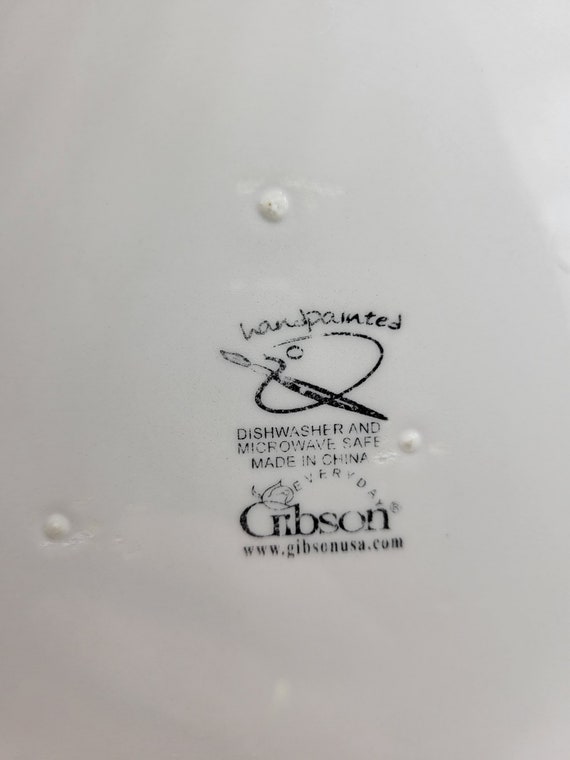 handpainted
DISHWASHER AND
MICROWAVE SAFE
MADE IN CHINA
EVERYDAY
Gibson®
www.gibsonusa.com